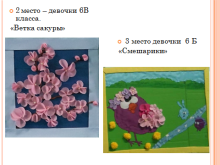 2 место – девочки 6В
класса.
«Ветка сакуры»
3 место девочки 6 Б
«Смешарики»